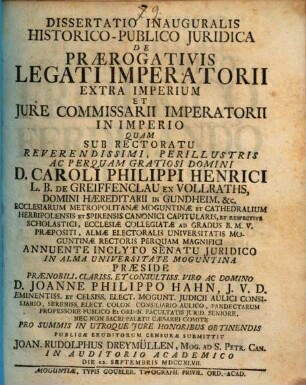 79.
DISSERTATIO INAUGURALIS
HISTORICO-PUBLICO JURIDICA
DE
PRÆROGATIVIS
LEGATI IMPERATORII
EXTRA IMPERIUM
ET
JURE COMMISSARII IMPERATORII
IN IMPERIO
QUAM
SUB RECTORATU
REVERENDISSIMI, PERILLUSTRIS
AC PERQUAM GRATIOSI DOMINI
D. CAROLI PHILIPPI HENRICI
L. B. DE GREIFFENCLAU EX VOLLRATHS,
DOMINI HÆREDITARII IN GUNDHEIM, &c.
ECCLESIARUM METROPOLITANÆ MOGUNTINÆ ET CATHEDRALIUM
HERBIPOLENSIS ET SPIRENSIS CANONICI CAPITULARIS, ET RESPECTIVE
SCHOLASTICI, ECCLESIÆ COLLEGIATÆ AD GRADUS B. M. V.
PRÆPOSITI, ALMÆ ELECTORALIS UNIVERSITATIS MO-
GUNTINÆ RECTORIS PERQUAM MAGNIFICI
ANNUENTE INCLYTO SENATU JURIDICO
IN ALMA UNIVERSITATE MOGUNTINA
PRÆSIDE
PRÆNOBILI, CLARISS. ET CONSULTISS. VIRO AC DOMINO
D. JOANNE PHILIPPO HAHN, J. V. D.
EMINENTISS. ET CELSISS. ELECT. MOGUNT. JUDICII AULICI CONSI-
LIARIO, SERENISS. ELECT. COLON. CONSILIARIO AULICO, PANDECTARUM
PROFESSORE PUBLICO ET ORD. IN. FACULTATIS JURID. SENIORE,
NEC NON SACRI PALATII CÆSAREI COMITE
PRO SUMMIS IN UTROQUE JURE HONORIBUS OBTINENDIS
PUBLICÆ ERUDITORUM CENSURÆ SUBMITTIT
JOAN. RUDOLPHUS DREYMÜLLEN, MOG. AD S. PETR. CAN.
IN AUDITORIO ACADEMICO
DIE SEPTEMBRIS
MOGUNTIÆ, TYPIS GOUBLER. TYPOGRAPH. PRIVIL. ORD. ACAD.